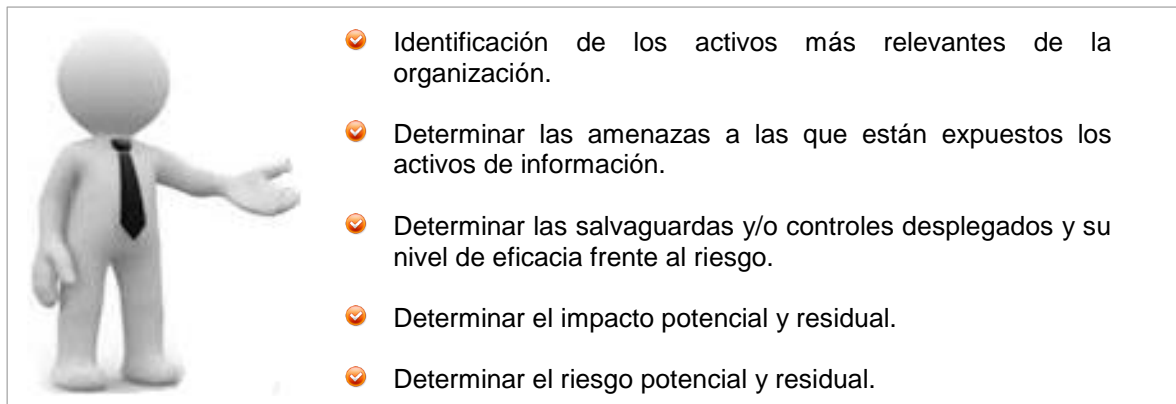 Identificación de los activos más relevantes de la
organización.
Determinar las amenazas a las que están expuestos los
activos de información.
Determinar las salvaguardas y/o controles desplegados y su
nivel de eficacia frente al riesgo.
Determinar el impacto potencial y residual.
Determinar el riesgo potencial y residual.